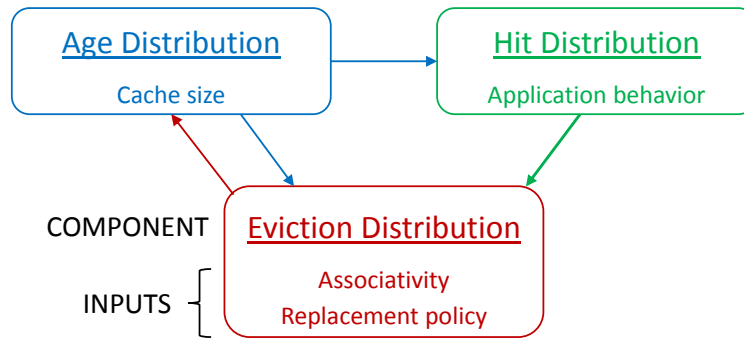 Age Distribution
Cache size
Hit Distribution
Application behavior
COMPONENT
Eviction Distribution
INPUTS
Associativity
Replacement policy